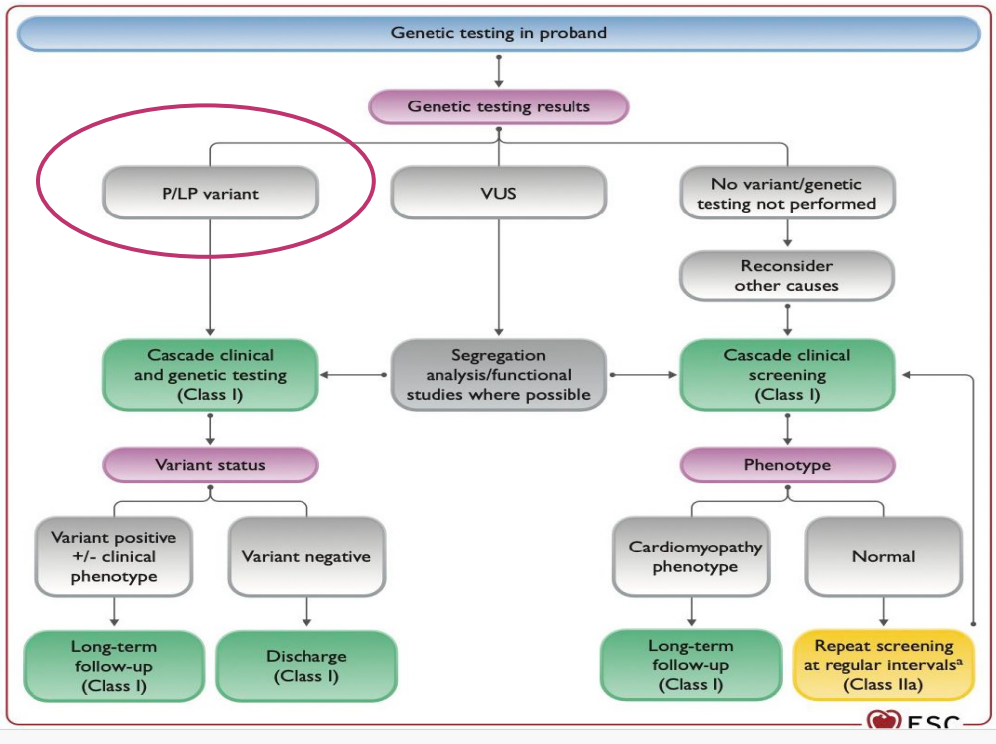 Genetic testing in proband
Genetic testing results
P/LP variant
VUS
No variant/genetic
testing not performed
Reconsider
other causes
Cascade clinical
and genetic testing
(Class I)
Segregation
analysis/functional
studies where possible
Cascade clinical
screening
(Class I)
Variant status
Phenotype
Variant positive
+/- clinical
phenotype
Variant negative
Cardiomyopathy
phenotype
Normal
Long-term
follow-up
(Class I)
Discharge
(Class I)
Long-term
follow-up
(Class I)
Repeat screening
at regular intervalsᵃ
(Class IIa)
ESC